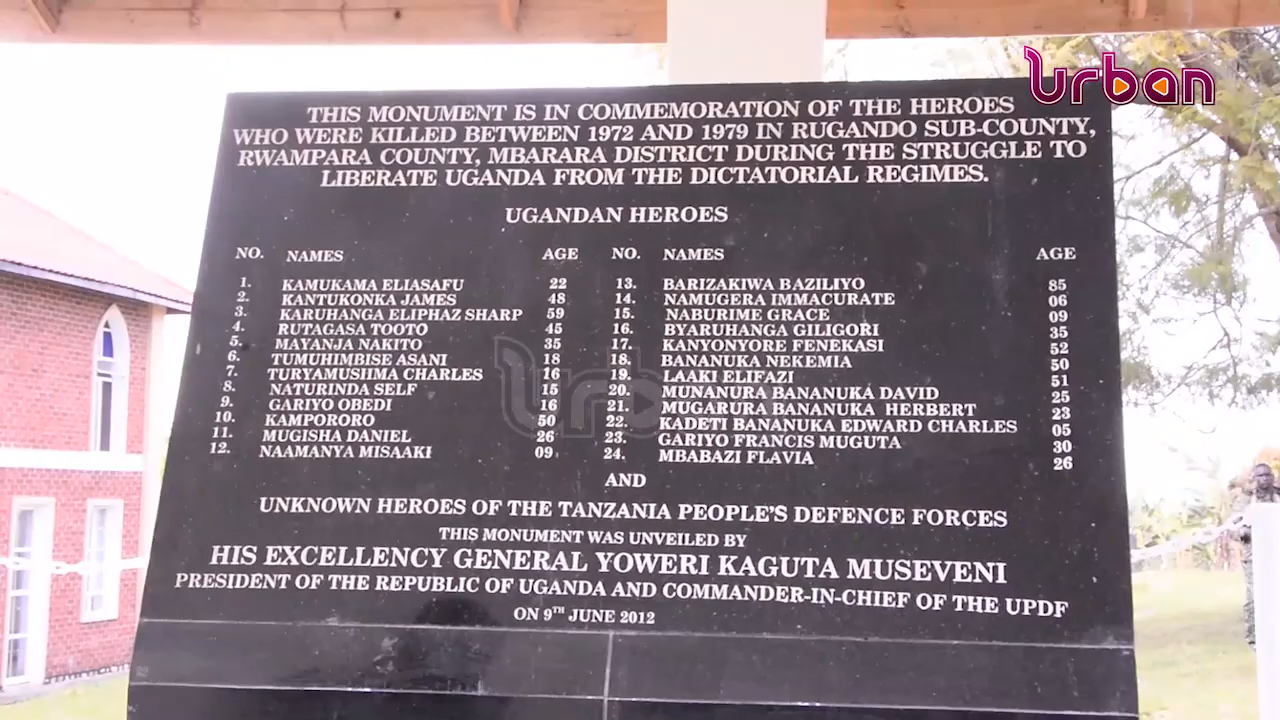 urban
THIS MONUMENT IS IN COMMEMORATION OF THE HEROES
WHO WERE KILLED BETWEEN 1972 AND 1979 IN RUGANDO SUB-COUNTY,
RWAMPARA COUNTY, MBARARA DISTRICT DURING THE STRUGGLE TO
LIBERATE UGANDA FROM THE DICTATORIAL REGIMES.
UGANDAN HEROES
NO. NAMES AGE NO. NAMES AGE
1. KAMUKAMA ELIASAFU 22 13. BARIZAKIWA BAZILIYO 85
2. KANTUKONKA JAMES 48 14. NAMUGERA IMMACURATE 06
3. KARUHANGA ELIPHAZ SHARP 59 15. NABURIME GRACE 09
4. RUTAGASA TOOTO 45 16. BYARUHANGA GILIGORI 35
5. MAYANJA NAKITO 35 17. KANYONYORE FENEKASI 52
6. TUMUHIMBISE ASANI 18 18. BANANUKA NEKEMIA 50
7. TURYAMUSIIMA CHARLES 16 19. LAAKI ELIFAZI 51
8. NATURINDA SELF 15 20. MUNANURA BANANUKA DAVID 25
9. GARIYO OBEDI 16 21. MUGARURA BANANUKA HERBERT 23
10. KAMPORORO 50 22. KADETI BANANUKA EDWARD CHARLES 05
11. MUGISHA DANIEL 26 23. GARIYO FRANCIS MUGUTA 30
12. NAAMANYA MISAAKI 09 24. MBABAZI FLAVIA 26
AND
UNKNOWN HEROES OF THE TANZANIA PEOPLE'S DEFENCE FORCES
THIS MONUMENT WAS UNVEILED BY
HIS EXCELLENCY GENERAL YOWERI KAGUTA MUSEVENI
PRESIDENT OF THE REPUBLIC OF UGANDA AND COMMANDER-IN-CHIEF OF THE UPDF
ON 9TH JUNE 2012